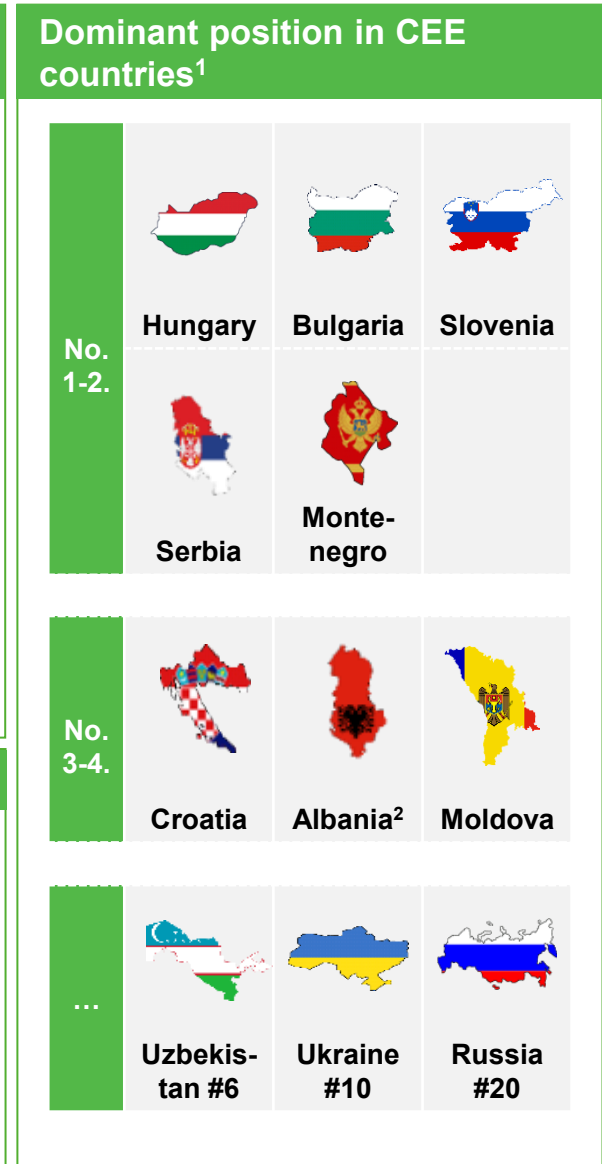 Dominant position in CEE
countries¹
No.
1-2.
Hungary
Bulgaria
Slovenia
Serbia
Monte-
negro
No.
3-4.
Croatia
Albania²
Moldova
...
Uzbekis-
tan #6
Ukraine
#10
Russia
#20